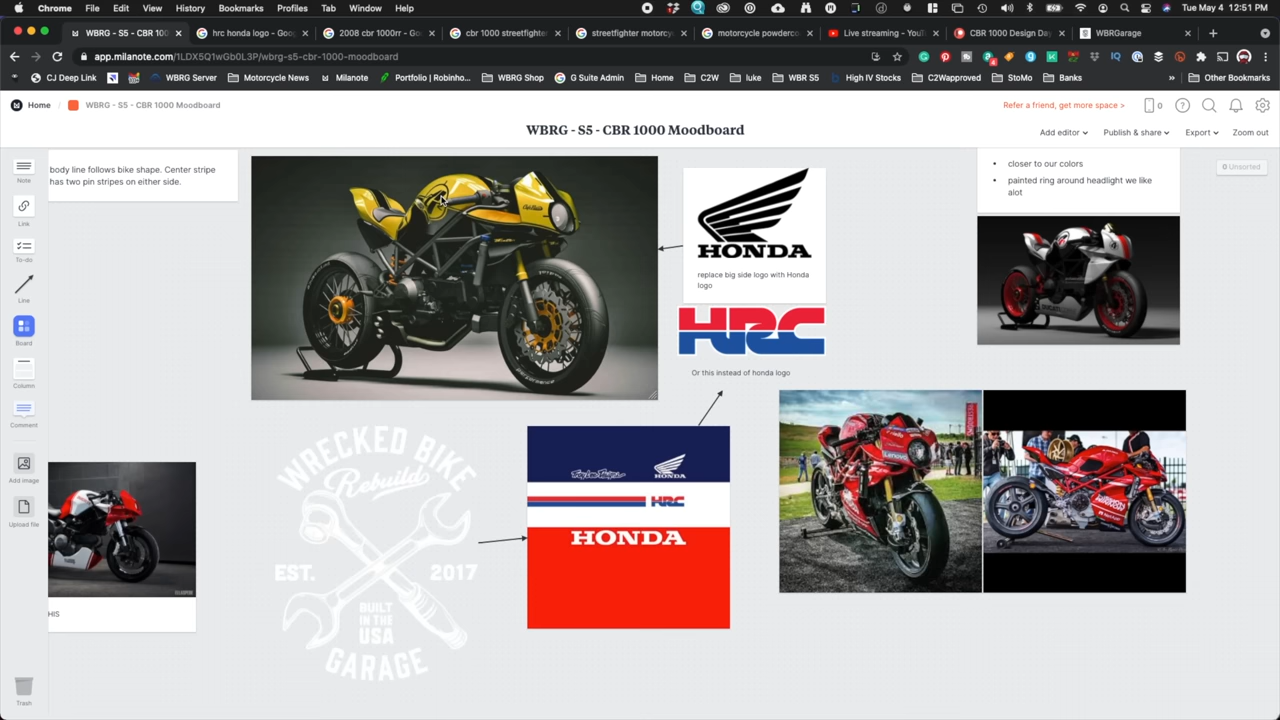 Chrome File Edit View History Bookmarks Profiles Tab Window Help
Tue May 4 12:51 PM
WBRG - S5 - CBR 100
hrc honda logo - Goo
2008 cbr 1000rr - Go
cbr 1000 streetfighter
streetfighter motorcy
motorcycle powderco
Live streaming - YouT
CBR 1000 Design Day
WBRGarage
app.milanote.com/1LDX5Q1wGb0L3P/wbrg-s5-cbr-1000-moodboard
CJ Deep Link
WBRG Server
Motorcycle News
Milanote
Portfolio | Robinho...
WBRG Shop
G Suite Admin
Home
C2W
luke
WBR S5
High IV Stocks
C2Wapproved
StoMo
Banks
»
Other Bookmarks
Home / WBRG - S5 - CBR 1000 Moodboard
Refer a friend, get more space >
0
WBRG - S5 - CBR 1000 Moodboard
Add editor
Publish & share
Export
Zoom out
0 Unsorted
Note
Link
To-do
Line
Board
Column
Comment
Add image
Upload file
Trash
body line follows bike shape. Center stripe
has two pin stripes on either side.
HONDA
replace big side logo with Honda
logo
HRC
Or this instead of honda logo
• closer to our colors
• painted ring around headlight we like
alot
HONDA
HRC
HONDA
WRECKED BIKE
Rebuild
EST. 2017
BUILT
IN THE
USA
GARAGE
HIS